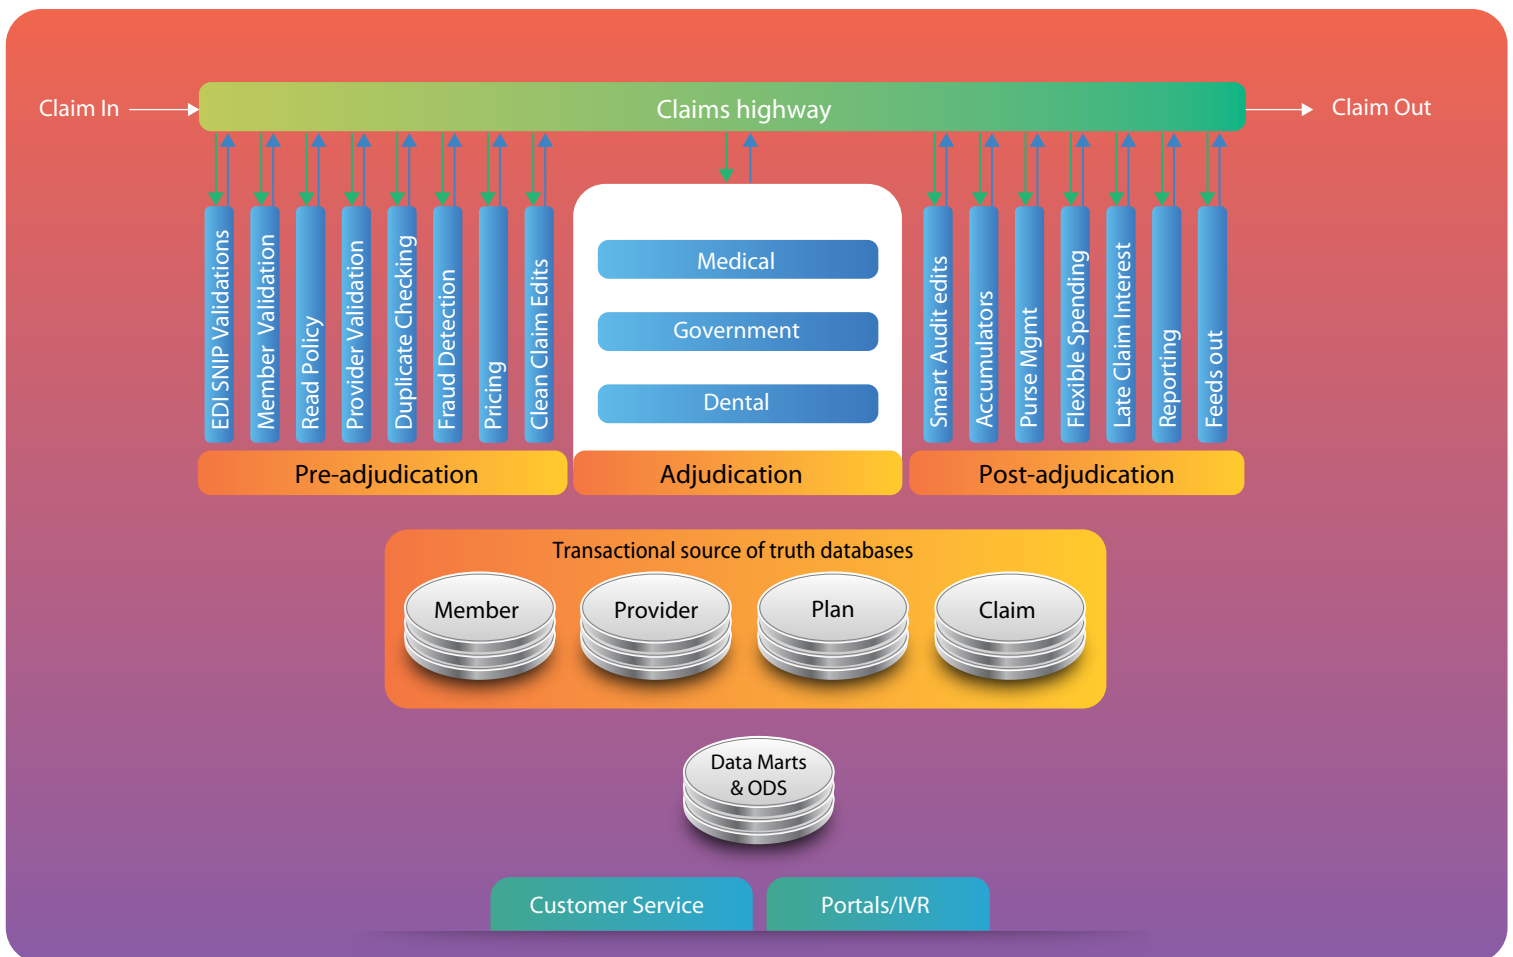 Claim In
Claims highway
Claim Out
EDI SNIP Validations
Member Validation
Read Policy
Provider Validation
Duplicate Checking
Fraud Detection
Pricing
Clean Claim Edits
Medical
Government
Dental
Smart Audit edits
Accumulators
Purse Mgmt
Flexible Spending
Late Claim Interest
Reporting
Feeds out
Pre-adjudication
Adjudication
Post-adjudication
Transactional source of truth databases
Member
Provider
Plan
Claim
Data Marts
& ODS
Customer Service
Portals/IVR